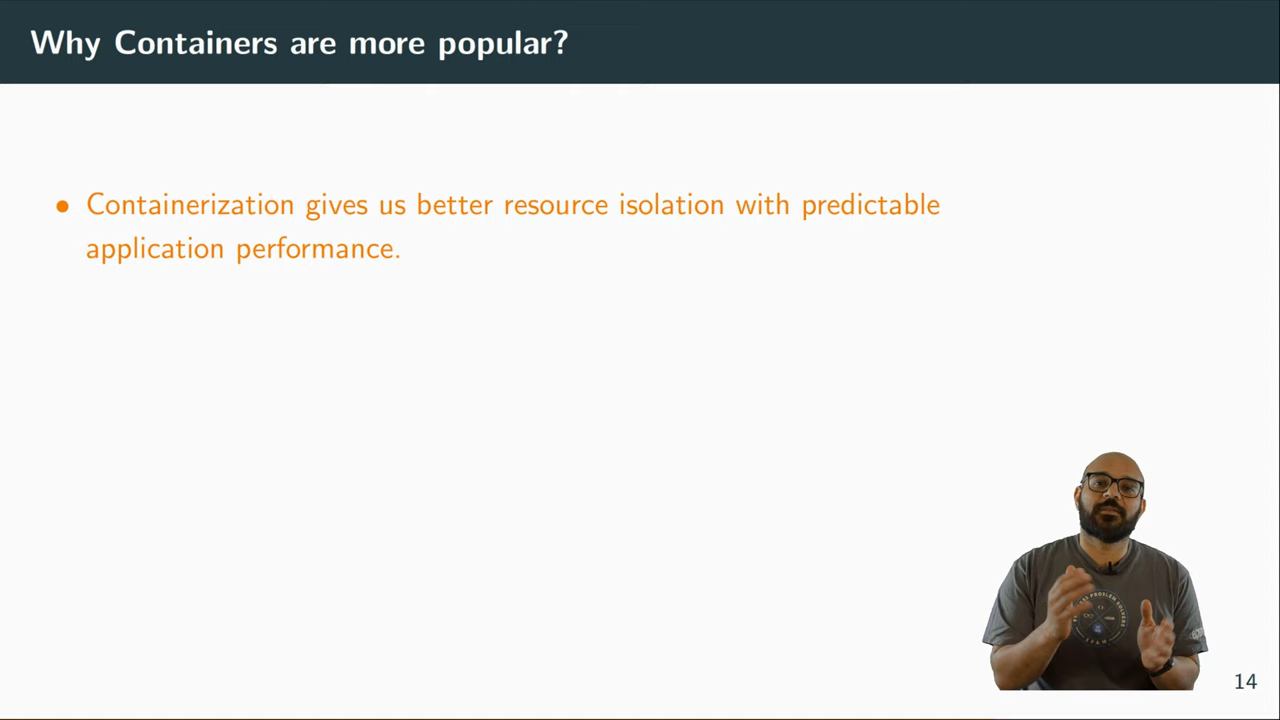 Why Containers are more popular?
• Containerization gives us better resource isolation with predictable
application performance.
14